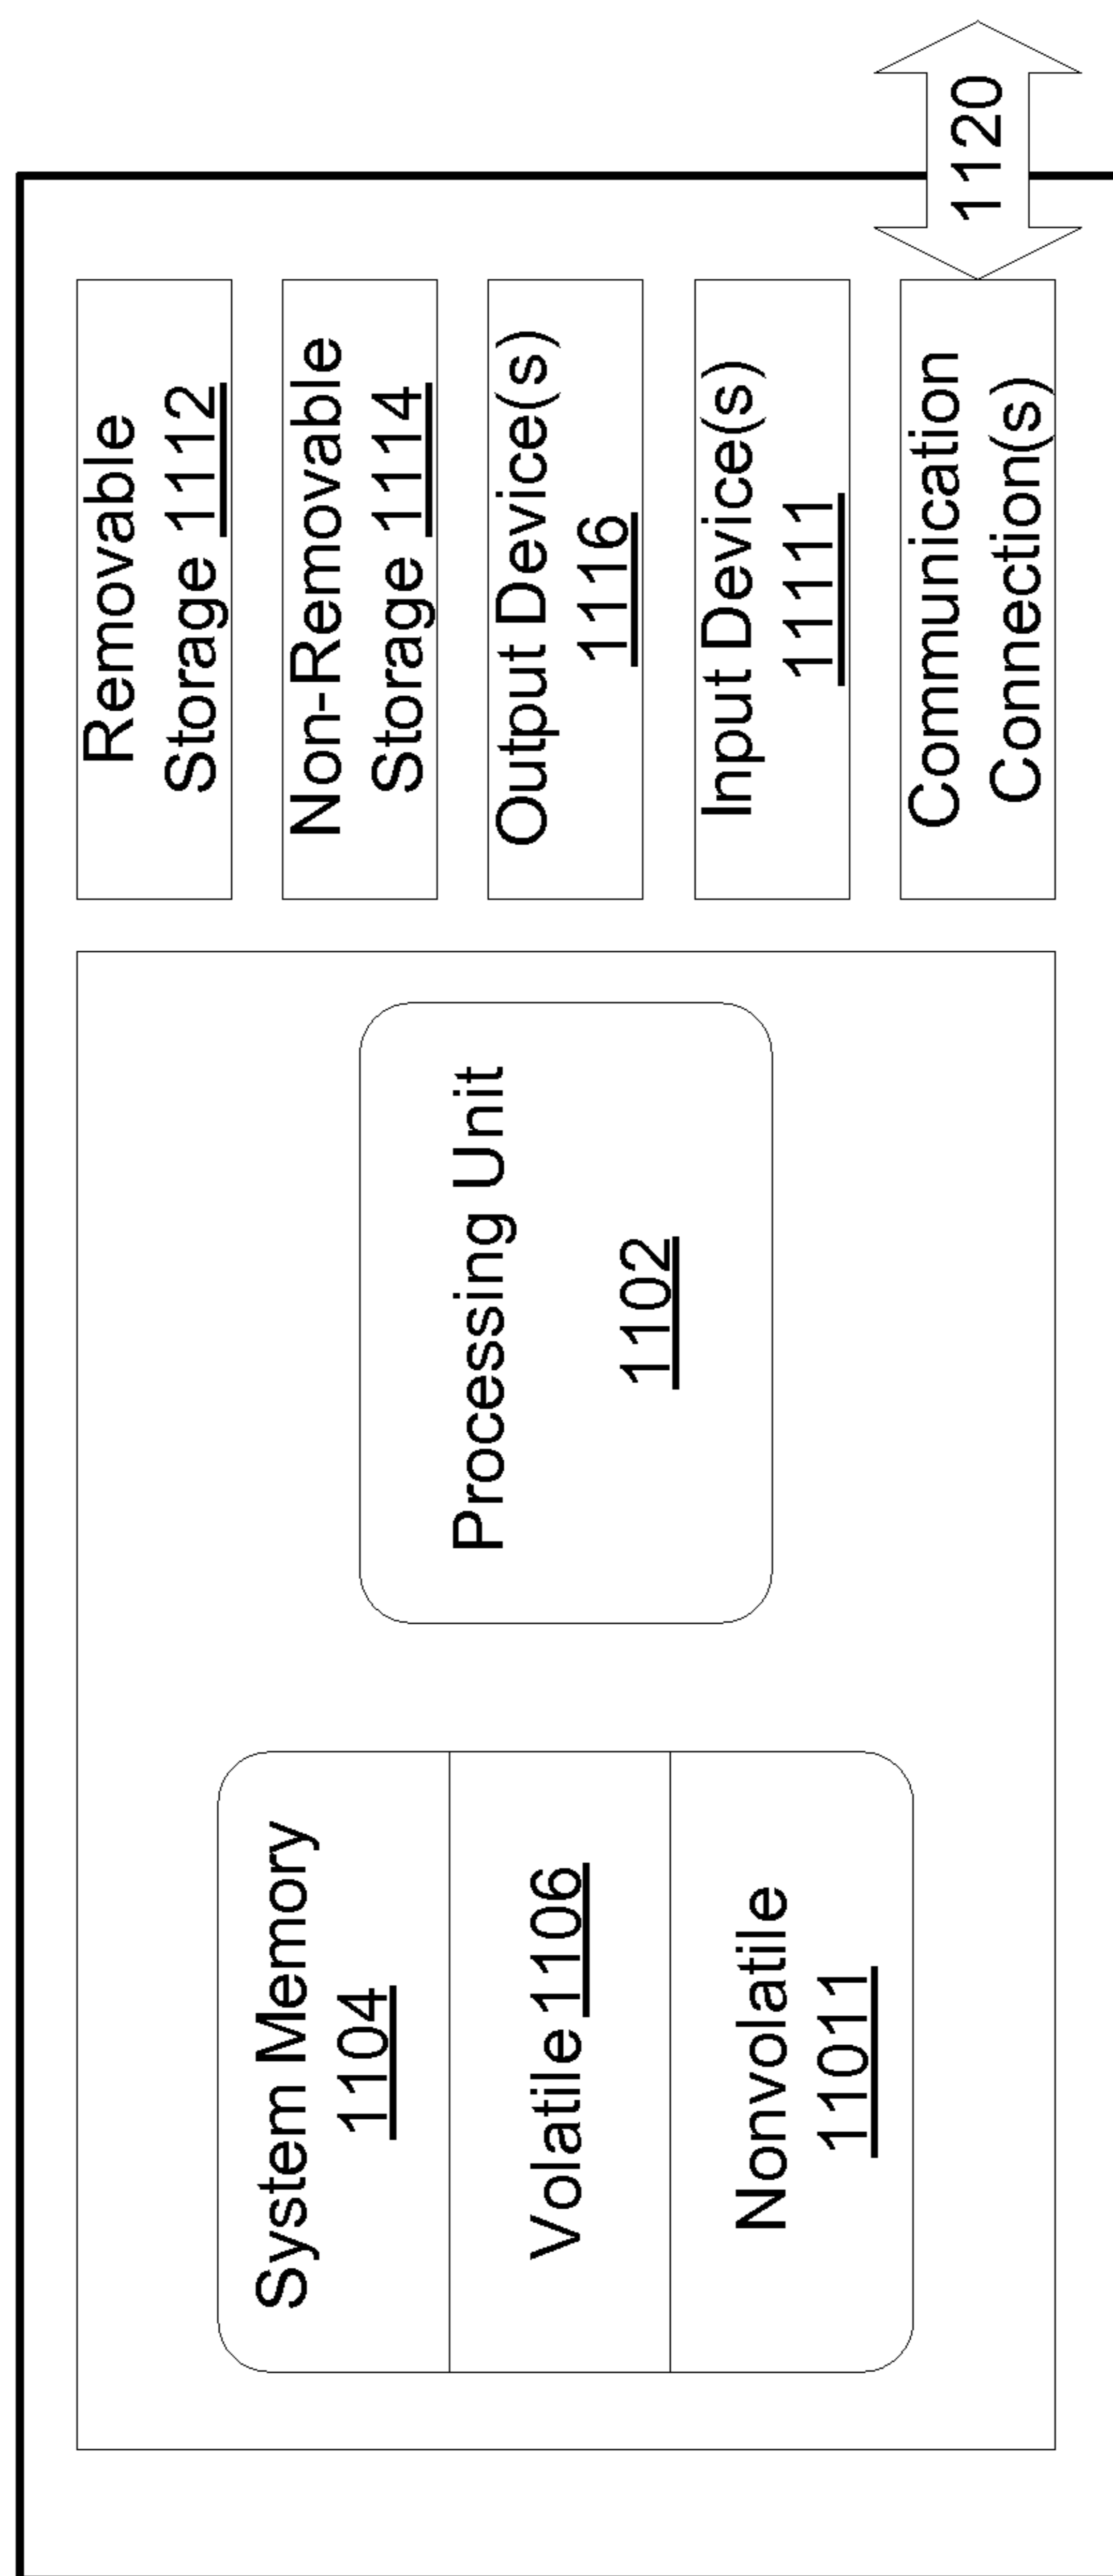 System Memory
1104
Volatile 1106
Nonvolatile
11011
Processing Unit
1102
Removable
Storage 1112
Non-Removable
Storage 1114
Output Device(s)
1116
Input Device(s)
11111
Communication
Connection(s)
1120